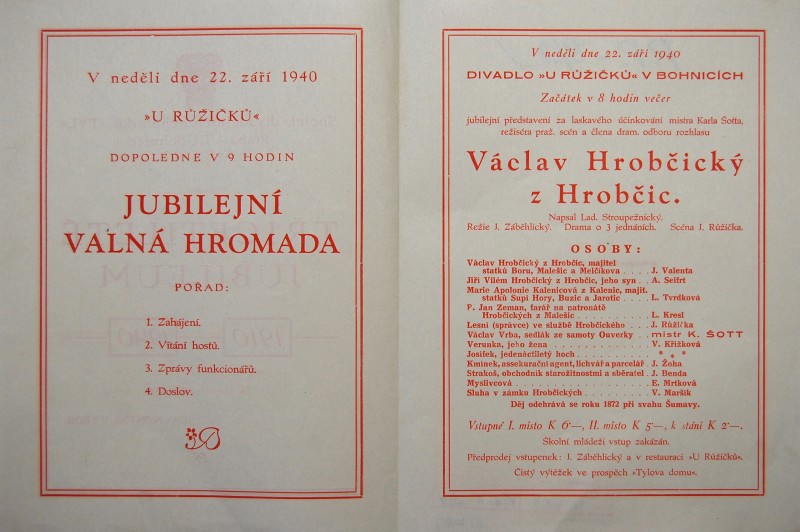 V neděli dne 22. září 1940
»U RŮŽIČKŮ«
DOPOLEDNE V 9 HODIN
JUBILEJNÍ
VALNÁ HROMADA
POŘAD:
1. Zahájení.
2. Vítání hostů.
3. Zprávy funkcionářů.
4. Doslov.
V neděli dne 22. září 1940
DIVADLO »U RŮŽIČKŮ« V BOHNICÍCH
Začátek v 8 hodin večer
jubilejní představení za laskavého účinkování mistra Karla Šotta,
režiséra praž. scén a člena dram. odboru rozhlasu
Václav Hrobčický
z Hrobčic.
Napsal Lad. Stroupežnický.
Režie J. Záběhlický. Drama o 3 jednáních. Scéna J. Růžička.
OSOBY:
Václav Hrobčický z Hrobčic, majitel
statků Boru, Malešic a Melčikova . . . . J. Valenta
Jiří Vilém Hrobčický z Hrobčic, jeho syn . . A. Seifrt
Marie Apolonie Kalenicová z Kalenic, majit.
statků Supí Hory, Buzic a Jarotic . . . L. Tvrdková
P. Jan Zeman, farář na patronátě
Hrobčických z Malešic . . . . . . . L. Kresl
Lesní (správce) ve službě Hrobčického . . J. Růžička
Václav Vrba, sedlák ze samoty Ouverky . . mistr K. ŠOTT
Verunka, jeho žena . . . . . . . . V. Křížková
Josífek, jedenáctiletý hoch . . . . . . * * *
Kmínek, assekurační agent, lichvář a parcelář J. Žoha
Strakoš, obchodník starožitnostmi a sběratel . J. Benda
Myslivcová . . . . . . . . . . E. Mrtková
Sluha v zámku Hrobčických . . . . . . V. Maršík
Děj odehrává se roku 1872 při svahu Šumavy.
Vstupné I. místo K 6·—, II. místo K 5·—, k stání K 2·—.
Školní mládeži vstup zakázán.
Předprodej vstupenek: J. Záběhlický a v restauraci »U Růžičků«.
Čistý výtěžek ve prospěch »Tylova domu«.